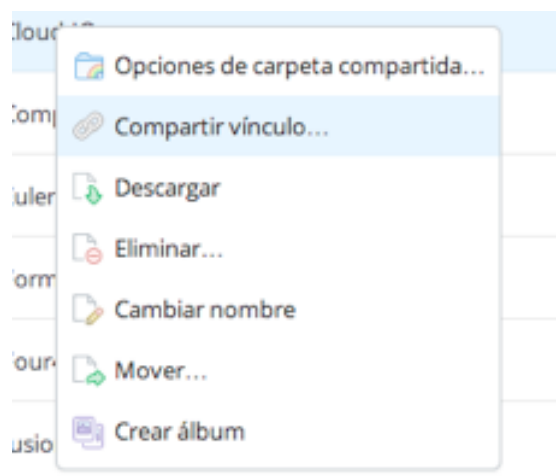 Opciones de carpeta compartida...
Compartir vínculo...
Descargar
Eliminar...
Cambiar nombre
Mover...
Crear álbum